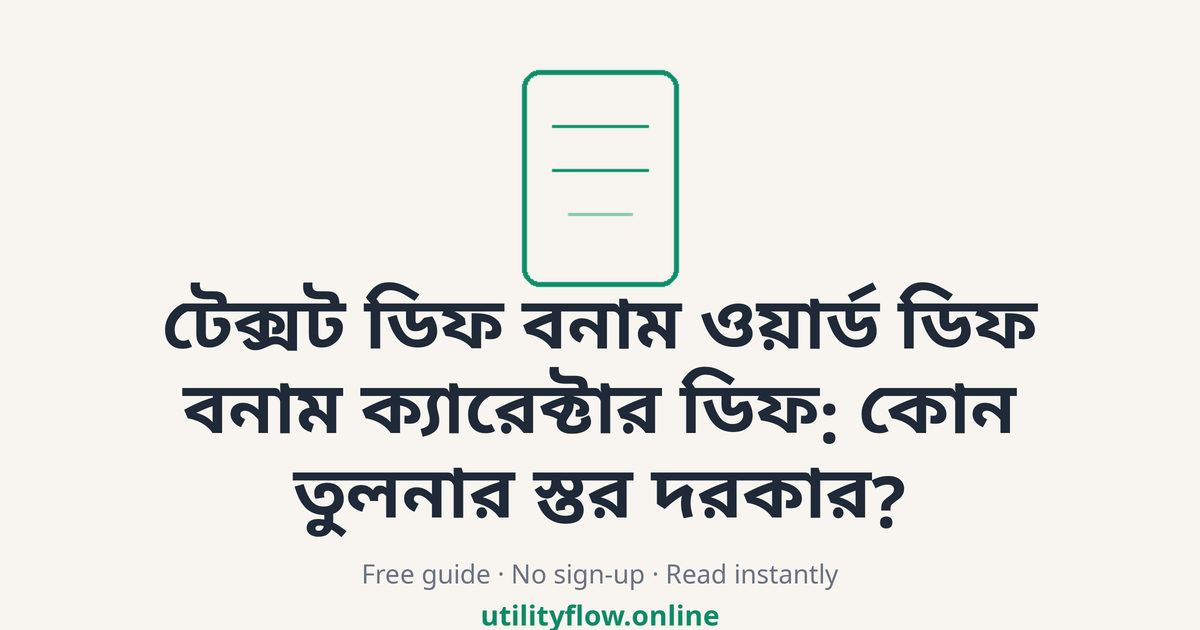 টেক্সট ডিফ বনাম ওয়ার্ড ডিফ
বনাম ক্যারেক্টার ডিফ: কোন
তুলনার স্তর দরকার?
Free guide · No sign-up · Read instantly
utilityflow.online